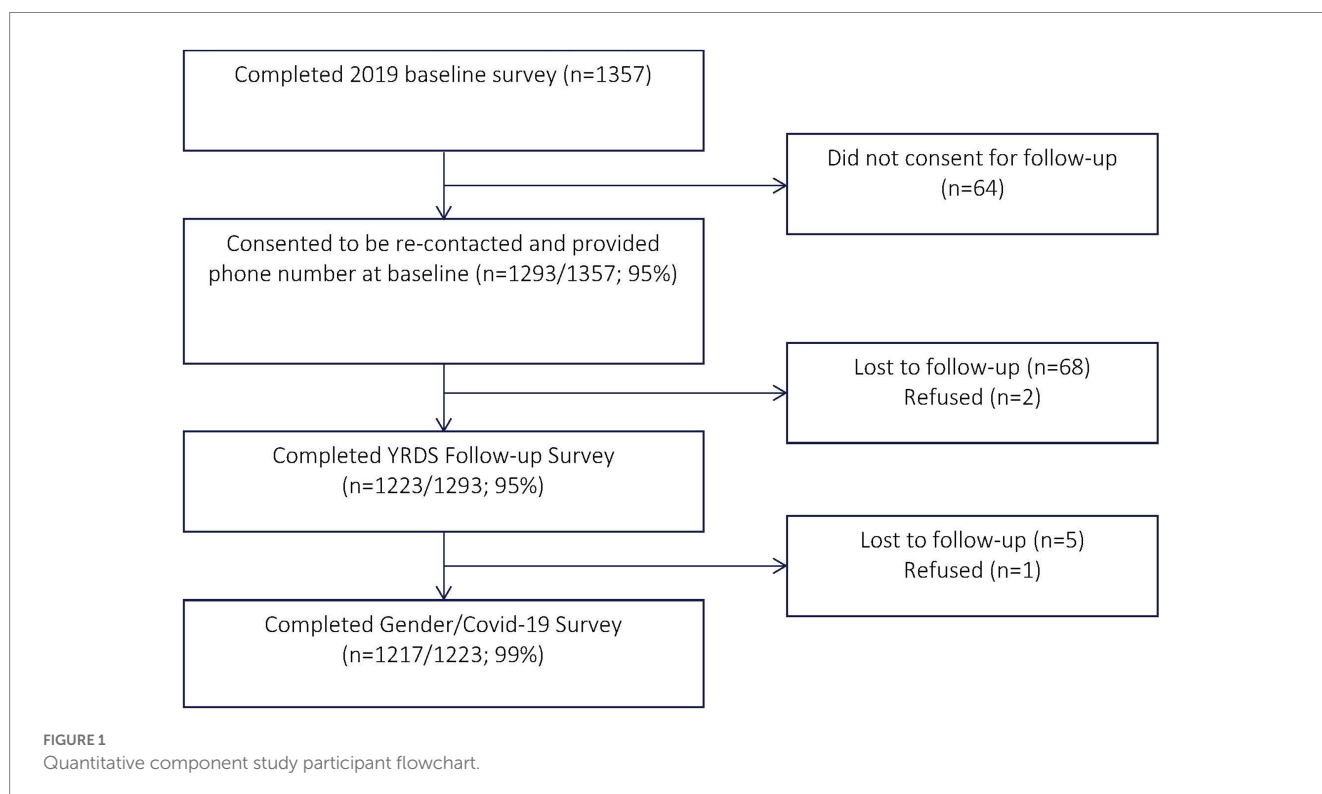 Completed 2019 baseline survey (n=1357)
Did not consent for follow-up
(n=64)
Consented to be re-contacted and provided
phone number at baseline (n=1293/1357; 95%)
Lost to follow-up (n=68)
Refused (n=2)
Completed YRDS Follow-up Survey
(n=1223/1293; 95%)
Lost to follow-up (n=5)
Refused (n=1)
Completed Gender/Covid-19 Survey
(n=1217/1223; 99%)
FIGURE 1
Quantitative component study participant flowchart.